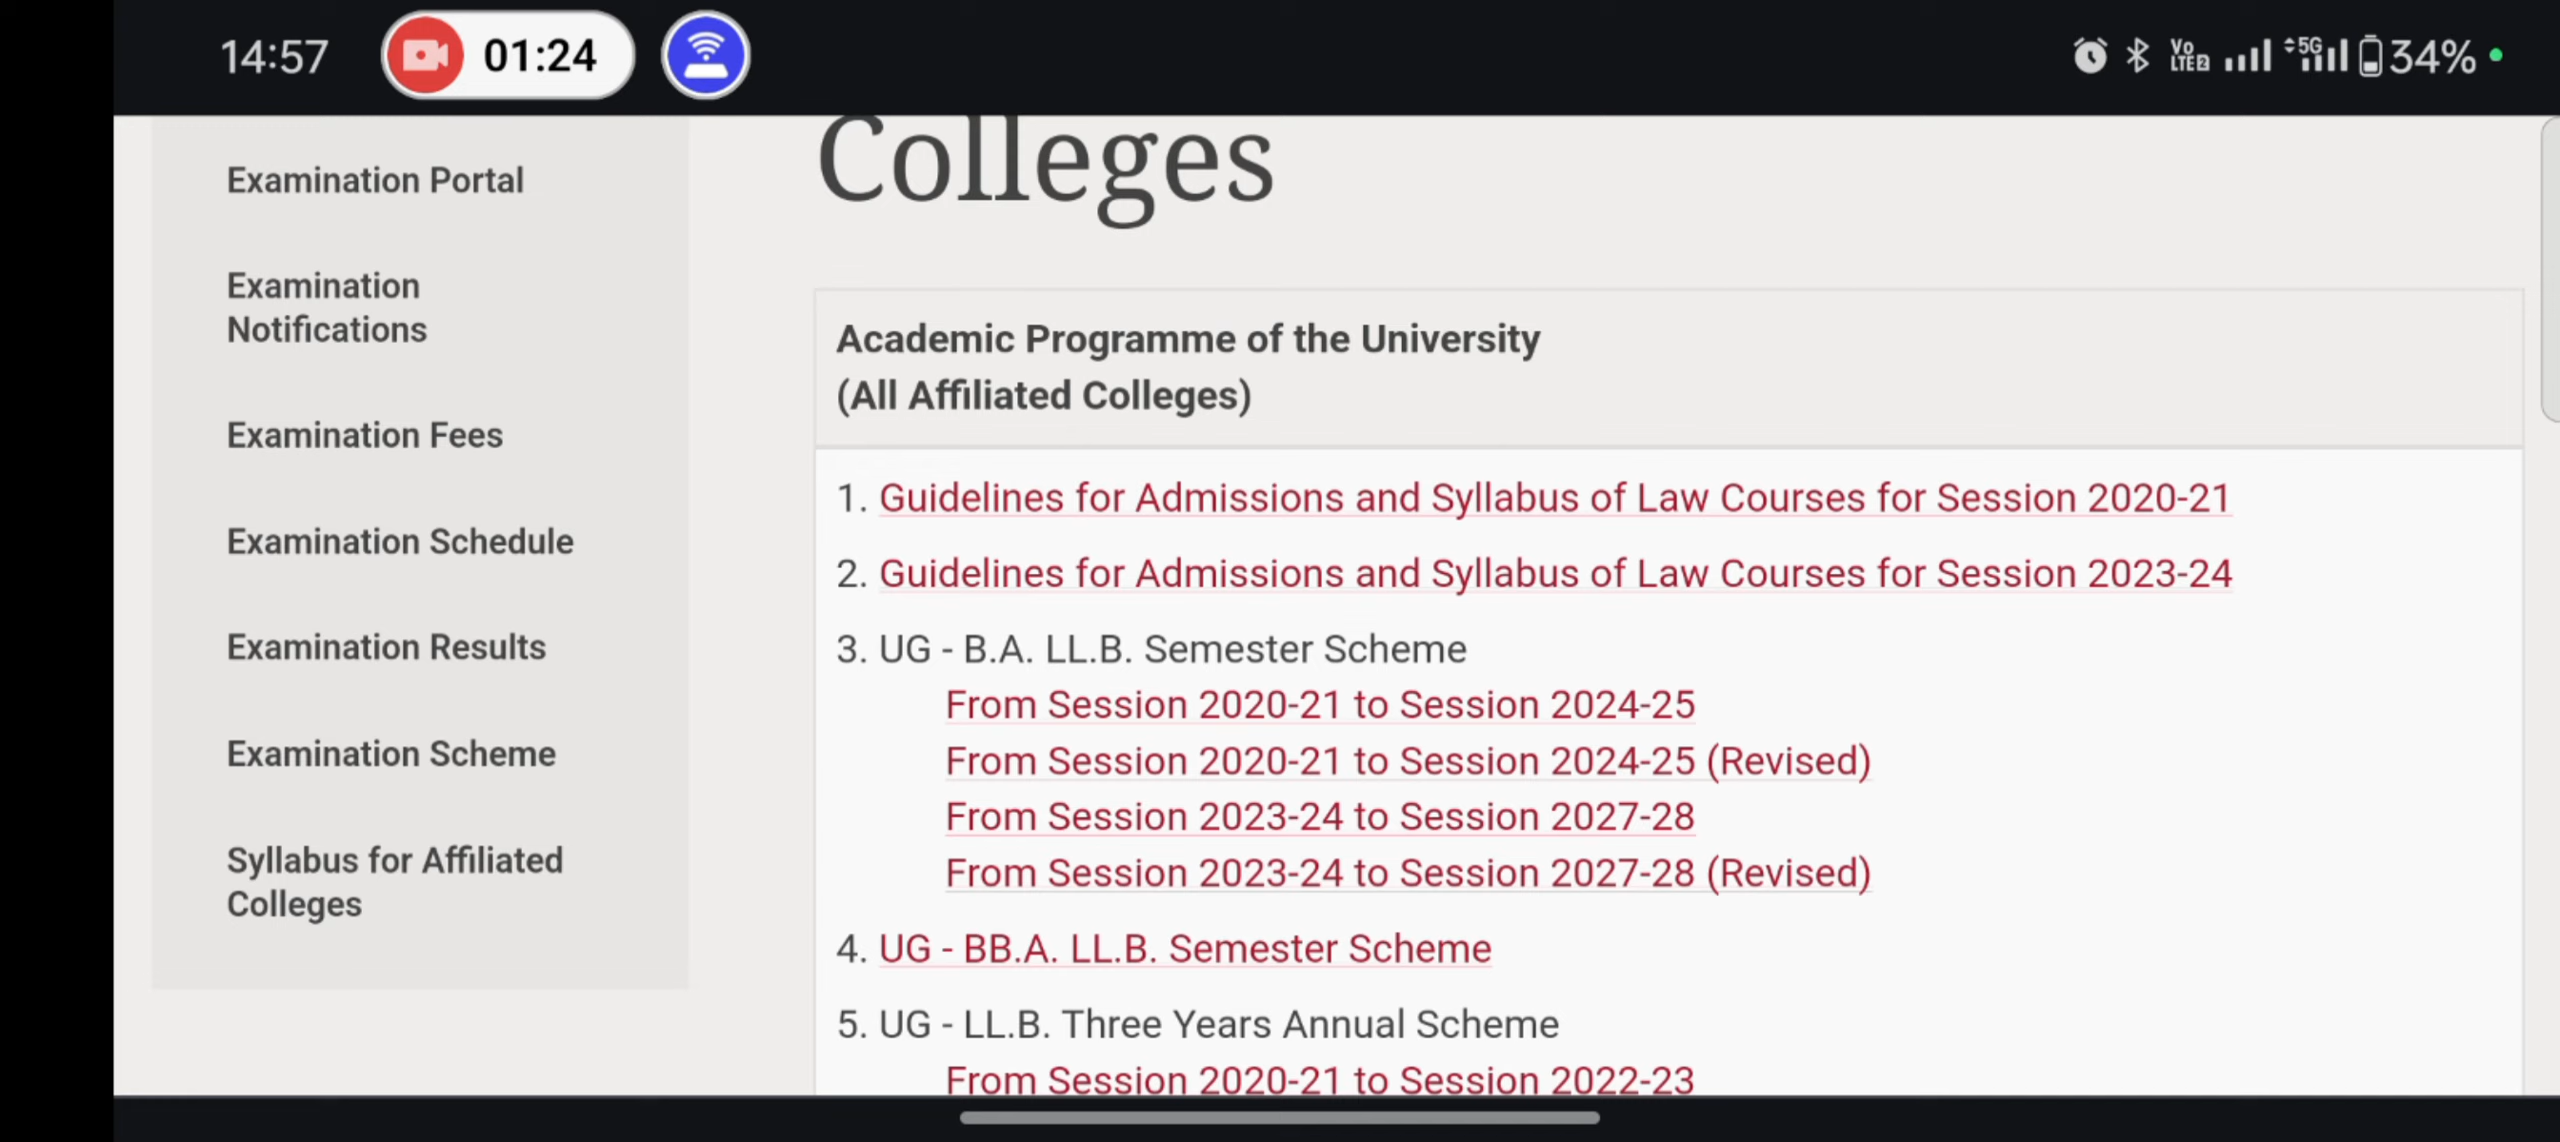 14:57
01:24
Vo
LTE2
5G
34%
Examination Portal
Examination
Notifications
Examination Fees
Examination Schedule
Examination Results
Examination Scheme
Syllabus for Affiliated
Colleges
Colleges
Academic Programme of the University
(All Affiliated Colleges)
1. Guidelines for Admissions and Syllabus of Law Courses for Session 2020-21
2. Guidelines for Admissions and Syllabus of Law Courses for Session 2023-24
3. UG - B.A. LL.B. Semester Scheme
From Session 2020-21 to Session 2024-25
From Session 2020-21 to Session 2024-25 (Revised)
From Session 2023-24 to Session 2027-28
From Session 2023-24 to Session 2027-28 (Revised)
4. UG - BB.A. LL.B. Semester Scheme
5. UG - LL.B. Three Years Annual Scheme
From Session 2020-21 to Session 2022-23